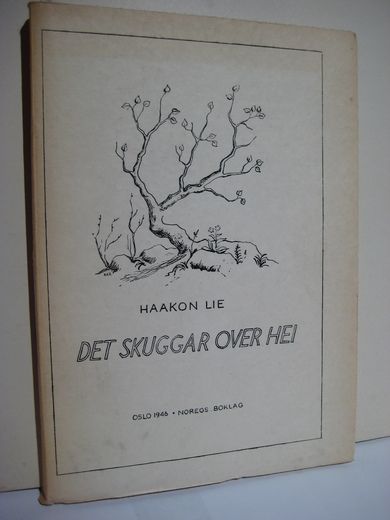 HAAKON LIE
DET SKUGGAR OVER HEI
OSLO 1946 • NOREGS BOKLAG